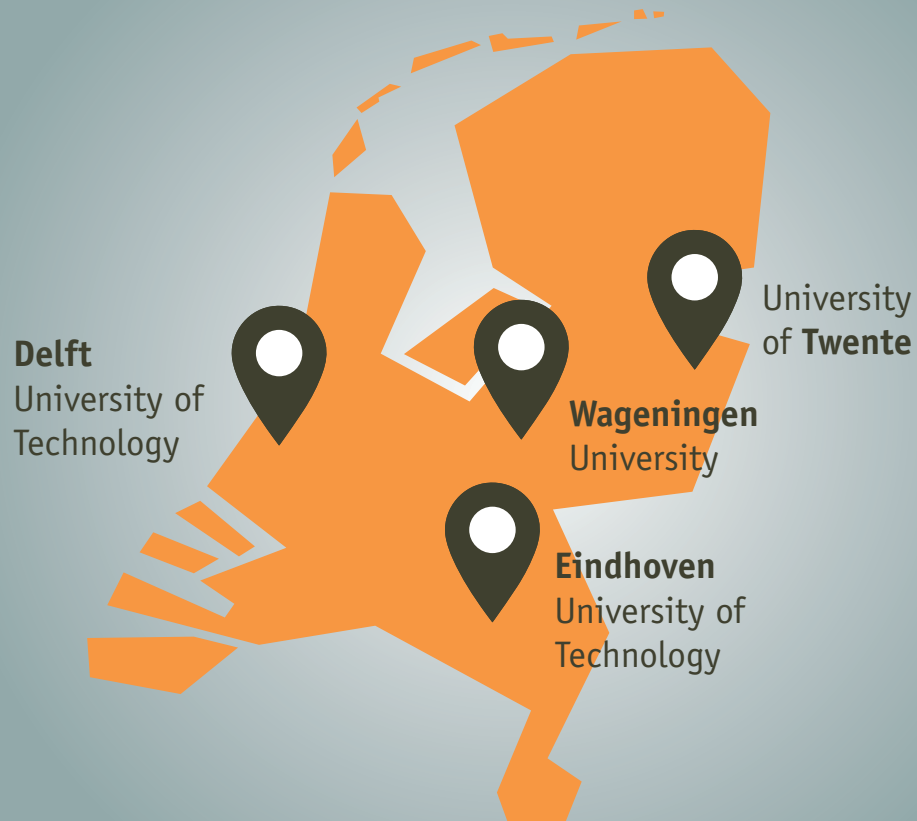 University
of Twente
Delft
University of
Technology
Wageningen
University
Eindhoven
University of
Technology